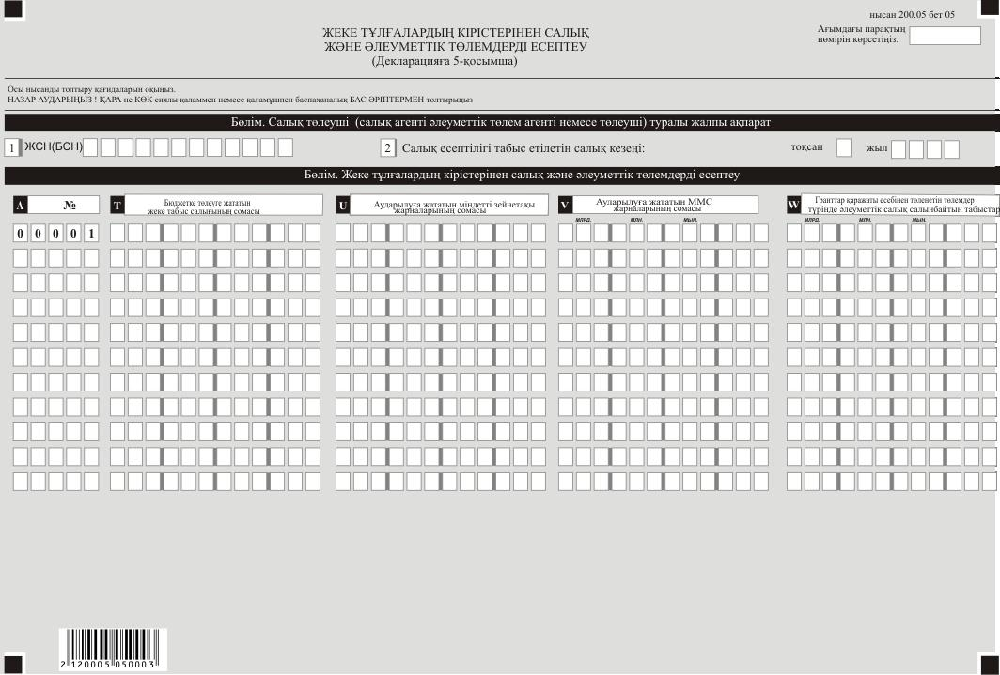 нысан 200.05 бет 05
ЖЕКЕ ТҰЛҒАЛАРДЫҢ КІРІСТЕРІНЕН САЛЫҚ
ЖӘНЕ ӘЛЕУМЕТТІК ТӨЛЕМДЕРДІ ЕСЕПТЕУ
(Декларацияға 5-қосымша)
Ағымдағы парақтың
нөмірін көрсетіңіз:
Осы нысанды толтыру қағидаларын оқыңыз.
НАЗАР АУДАРЫҢЫЗ ! ҚАРА не КӨК сиялы қаламмен немесе қаламұшпен баспаханалық БАС ӘРІПТЕРМЕН толтырыңыз
Бөлім. Салық төлеуші (салық агенті әлеуметтік төлем агенті немесе төлеуші) туралы жалпы ақпарат
1 ЖСН(БСН) 2 Салық есептілігі табыс етілетін салық кезеңі: тоқсан жыл
Бөлім. Жеке тұлғалардың кірістерінен салық және әлеуметтік төлемдерді есептеу
A № 
T Бюджетке төлеуге жататын
жеке табыс салығының сомасы
U Аударылуға жататын міндетті зейнетақы
жарналарының сомасы
V Аударылуға жататын ММС
жарналарының сомасы
W Гранттар қаражаты есебінен төленетін төлемдер
түрінде әлеуметтік салық салынбайтын табыстар
млрд. млн. мың. млрд. млн. мың.
0 0 0 0 1
2 120005 050003